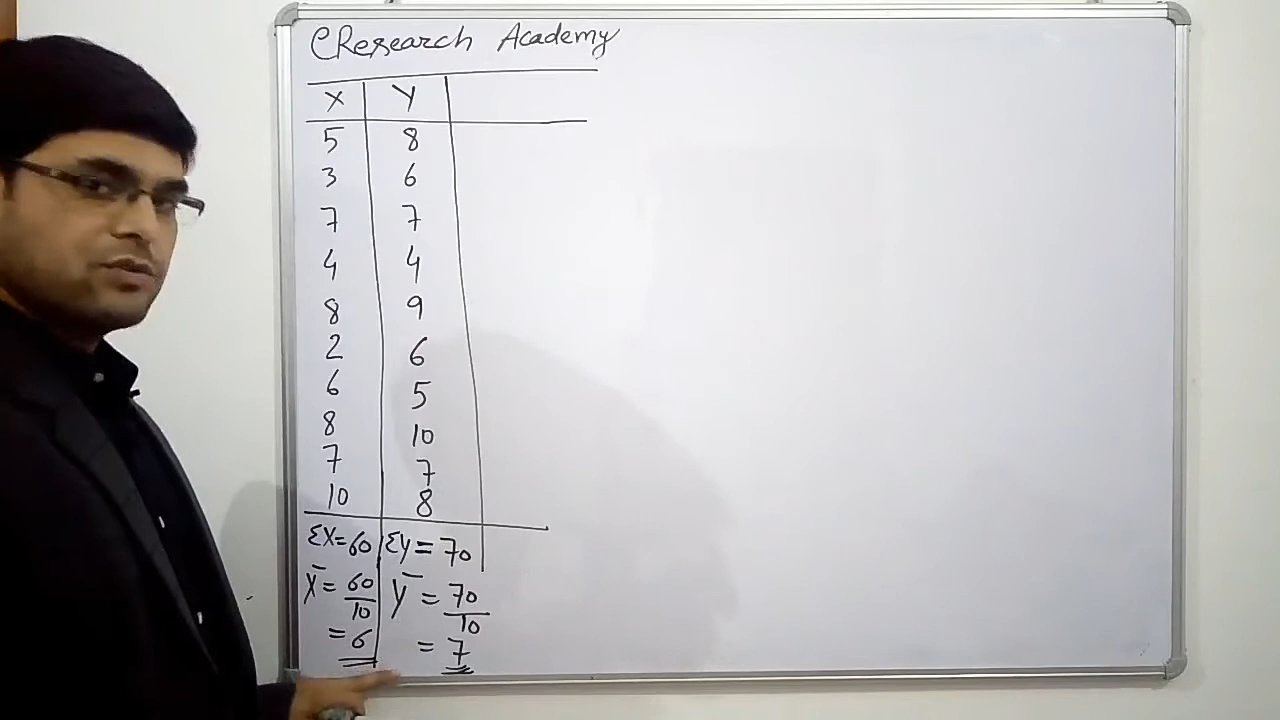 CResearch Academy
X Y
5 8
3 6
7 7
4 4
8 9
2 6
6 5
8 10
7 7
10 8
ΣX=60 Σy=70
X̄=60/10 Y̅=70/10
=6 =7